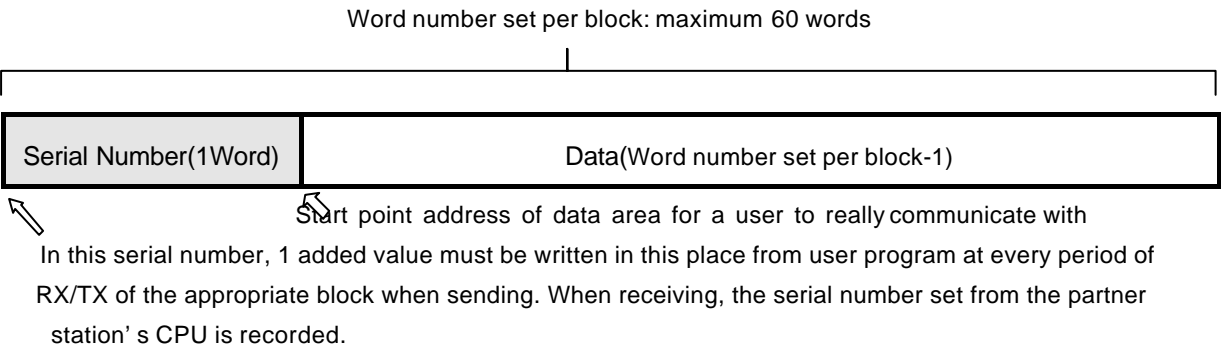 Word number set per block: maximum 60 words
Serial Number(1Word) Data(Word number set per block-1)
Start point address of data area for a user to really communicate with
In this serial number, 1 added value must be written in this place from user program at every period of
RX/TX of the appropriate block when sending. When receiving, the serial number set from the partner
station's CPU is recorded.